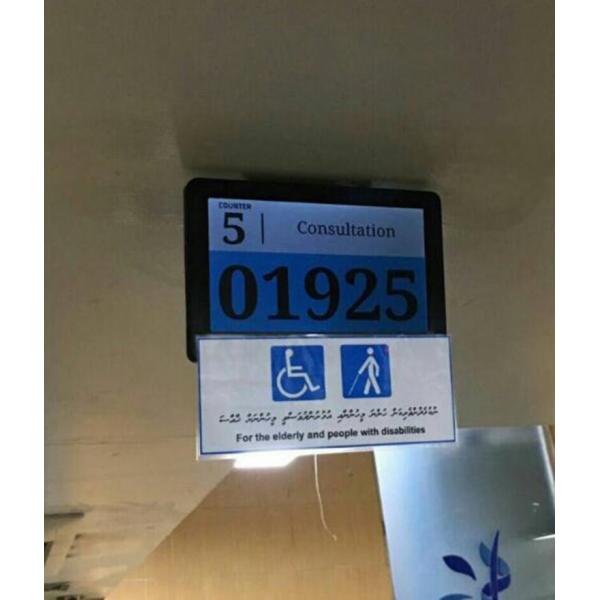 COUNTER
5 | Consultation
01925
ނުކުޅެދުންތެރިކަން ހުންނަ މީހުންނާއި އުމުރުން ދުވަސްވީ މީހުންނަށް ޚާއްޞަ
For the elderly and people with disabilities